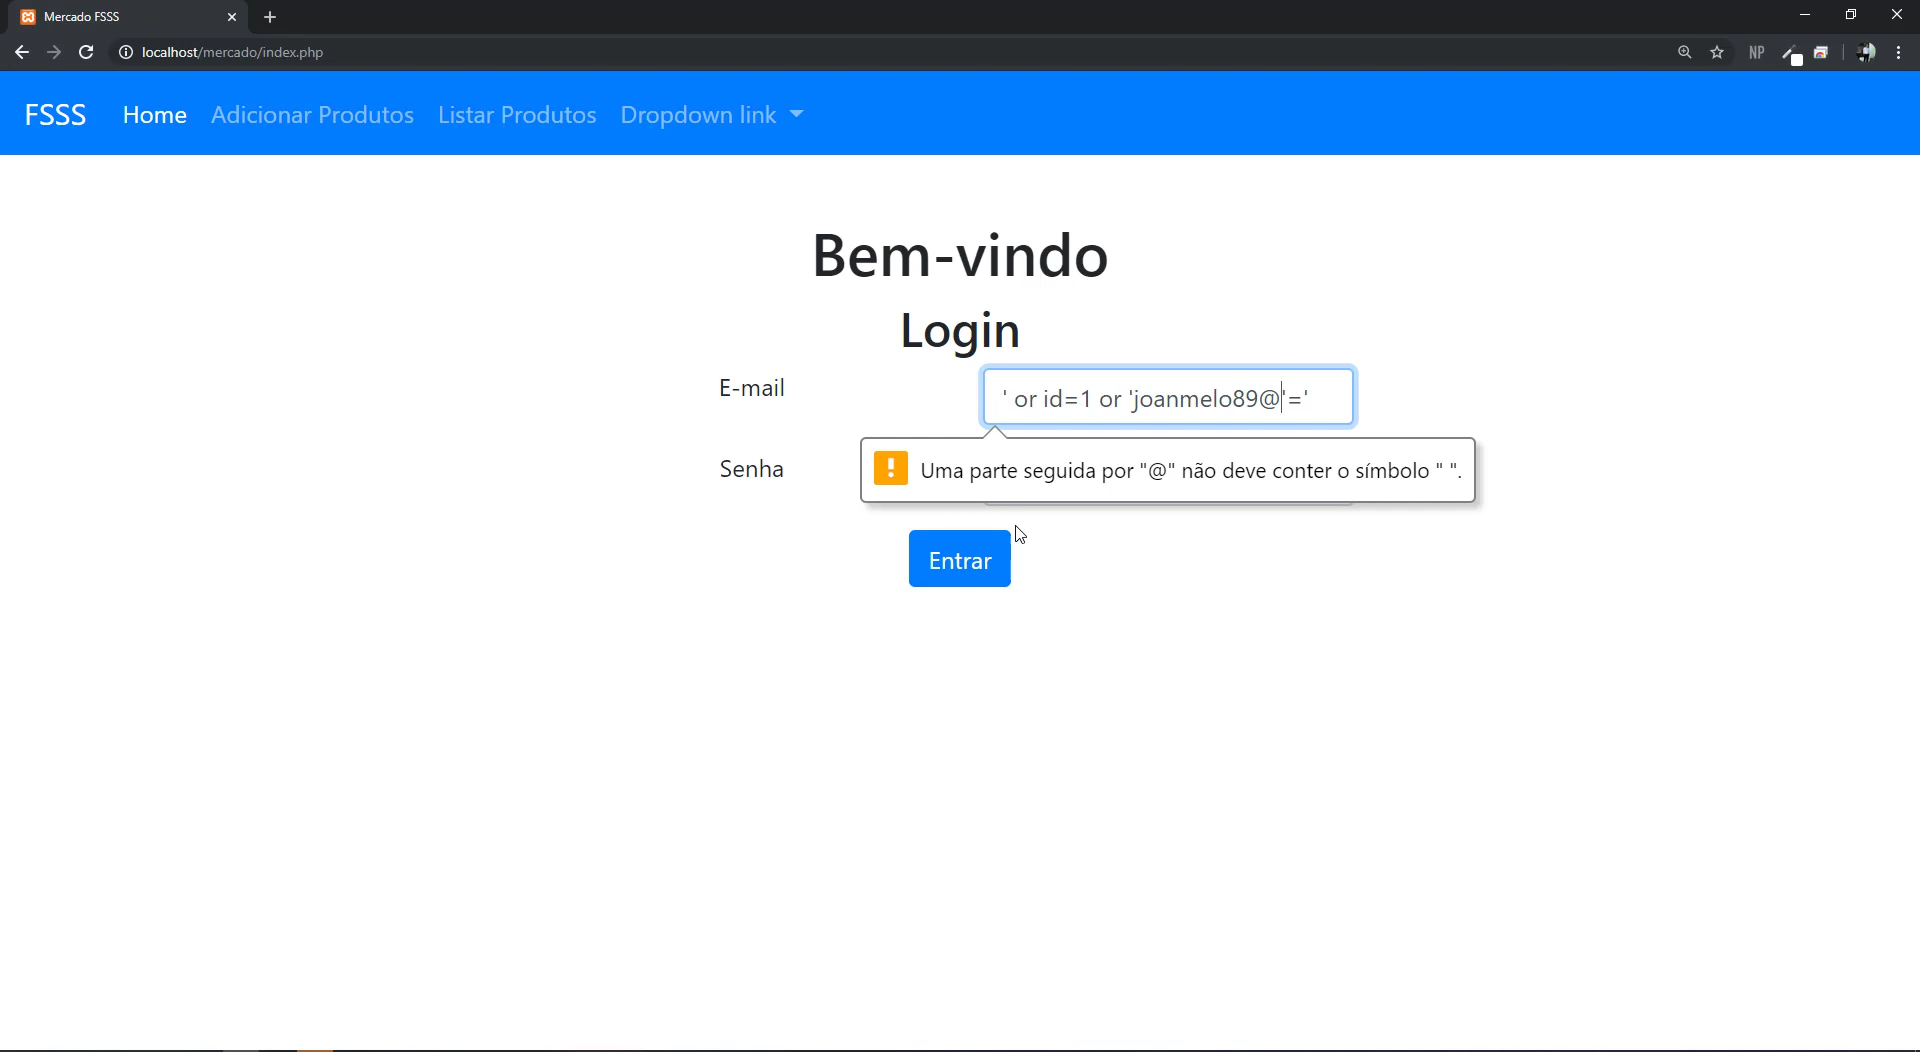 Mercado FSSS
localhost/mercado/index.php
NP
FSSS Home Adicionar Produtos Listar Produtos Dropdown link
Bem-vindo
Login
E-mail
' or id=1 or 'joanmelo89@'='
Senha
Uma parte seguida por "@" não deve conter o símbolo " ".
Entrar